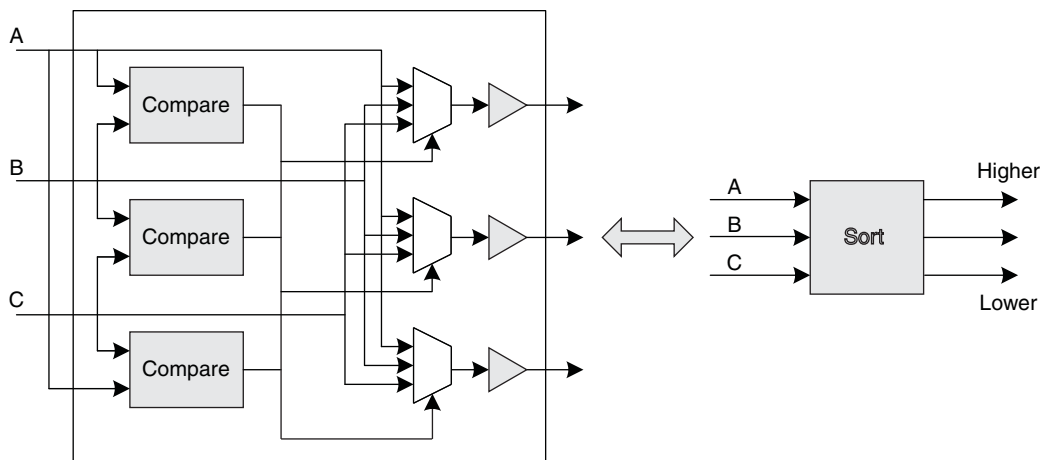 A
Compare
B
Compare
C
Compare
A
B
C
Sort
Higher
Lower